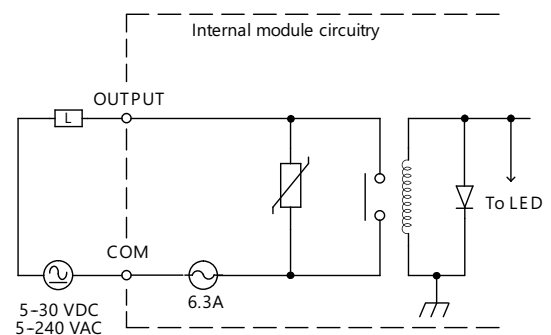 Internal module circuitry
OUTPUT
L
To LED
COM
6.3A
5–30 VDC
5–240 VAC